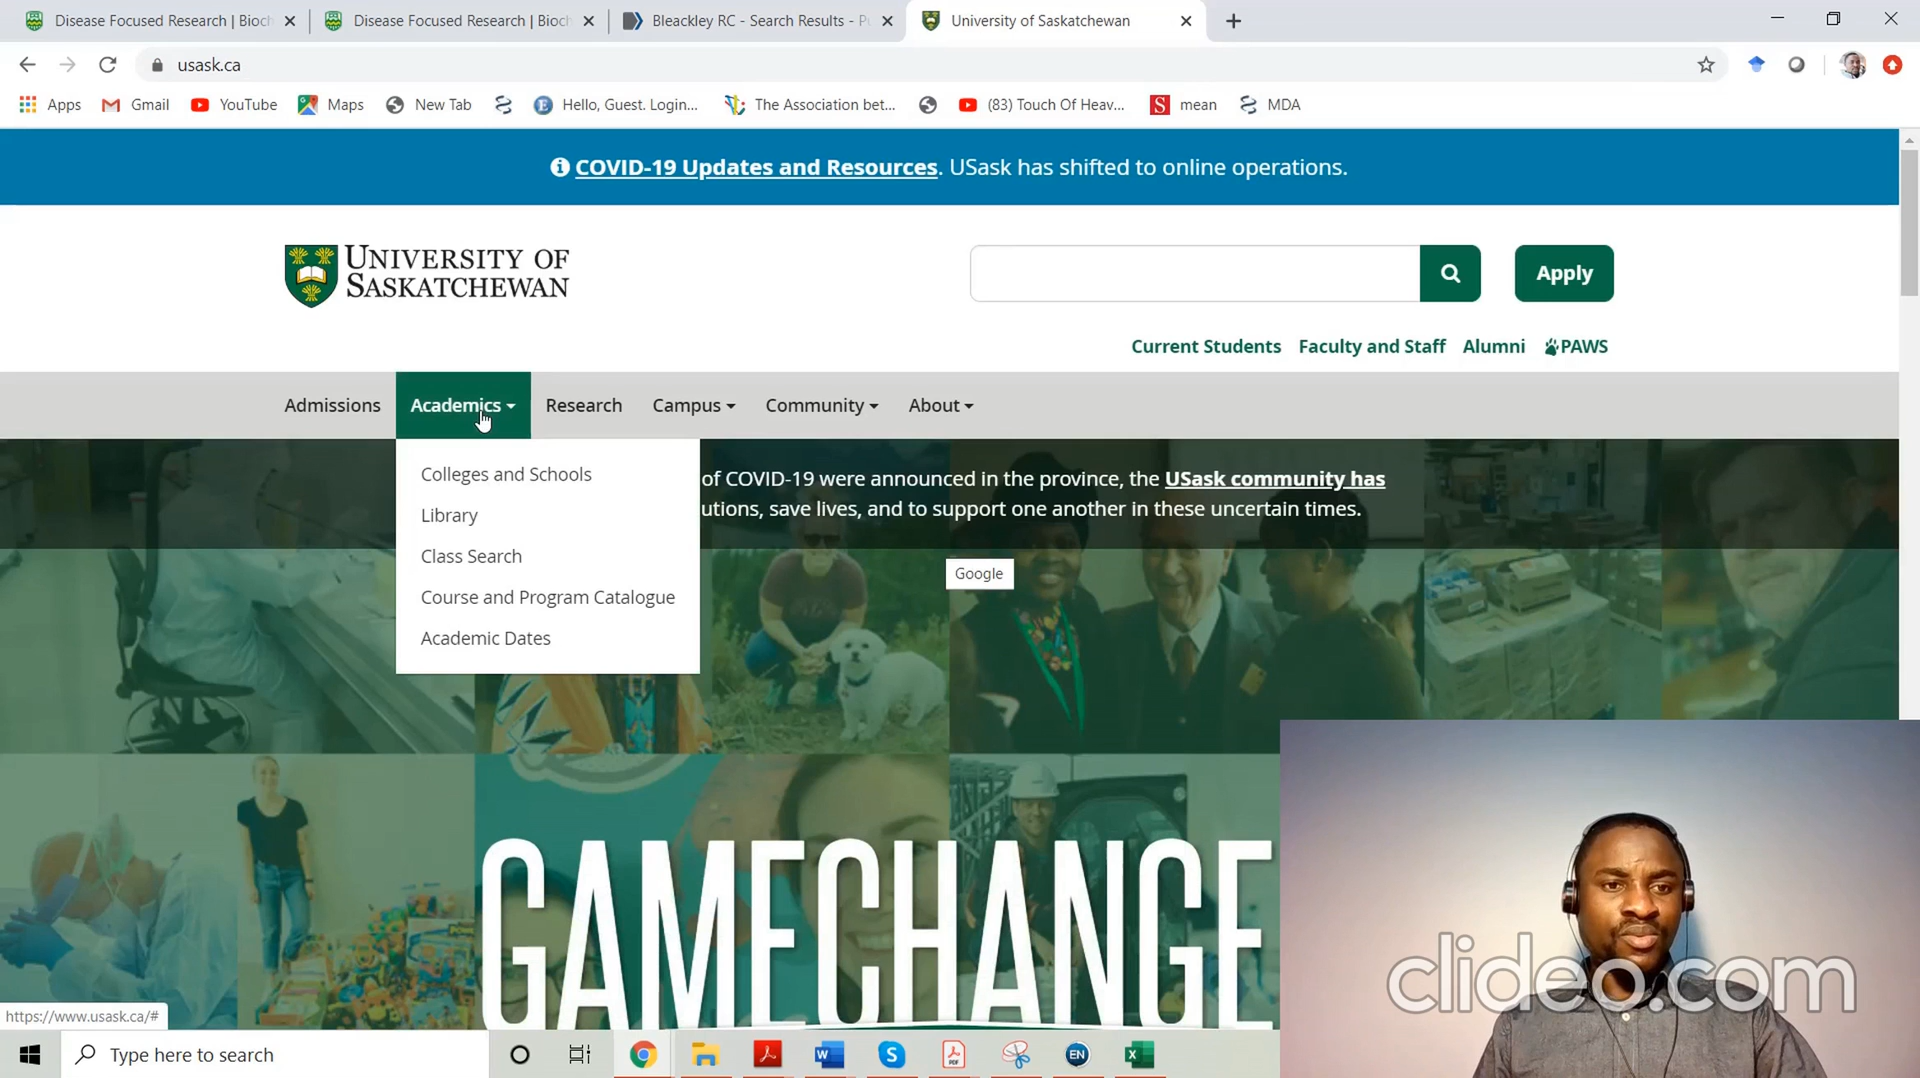 Disease Focused Research | Bioch
Disease Focused Research | Bioch
Bleackley RC - Search Results - Pu
University of Saskatchewan
usask.ca
Apps
Gmail
YouTube
Maps
New Tab
Hello, Guest. Login...
The Association bet...
(83) Touch Of Heav...
S
mean
MDA
COVID-19 Updates and Resources. USask has shifted to online operations.
UNIVERSITY OF
SASKATCHEWAN
Apply
Current Students
Faculty and Staff
Alumni
PAWS
Admissions
Academics
Research
Campus
Community
About
Colleges and Schools
Library
Class Search
Course and Program Catalogue
Academic Dates
of COVID-19 were announced in the province, the USask community has
utions, save lives, and to support one another in these uncertain times.
Google
GAMECHANGE
clideo.com
https://www.usask.ca/#
Type here to search
EN